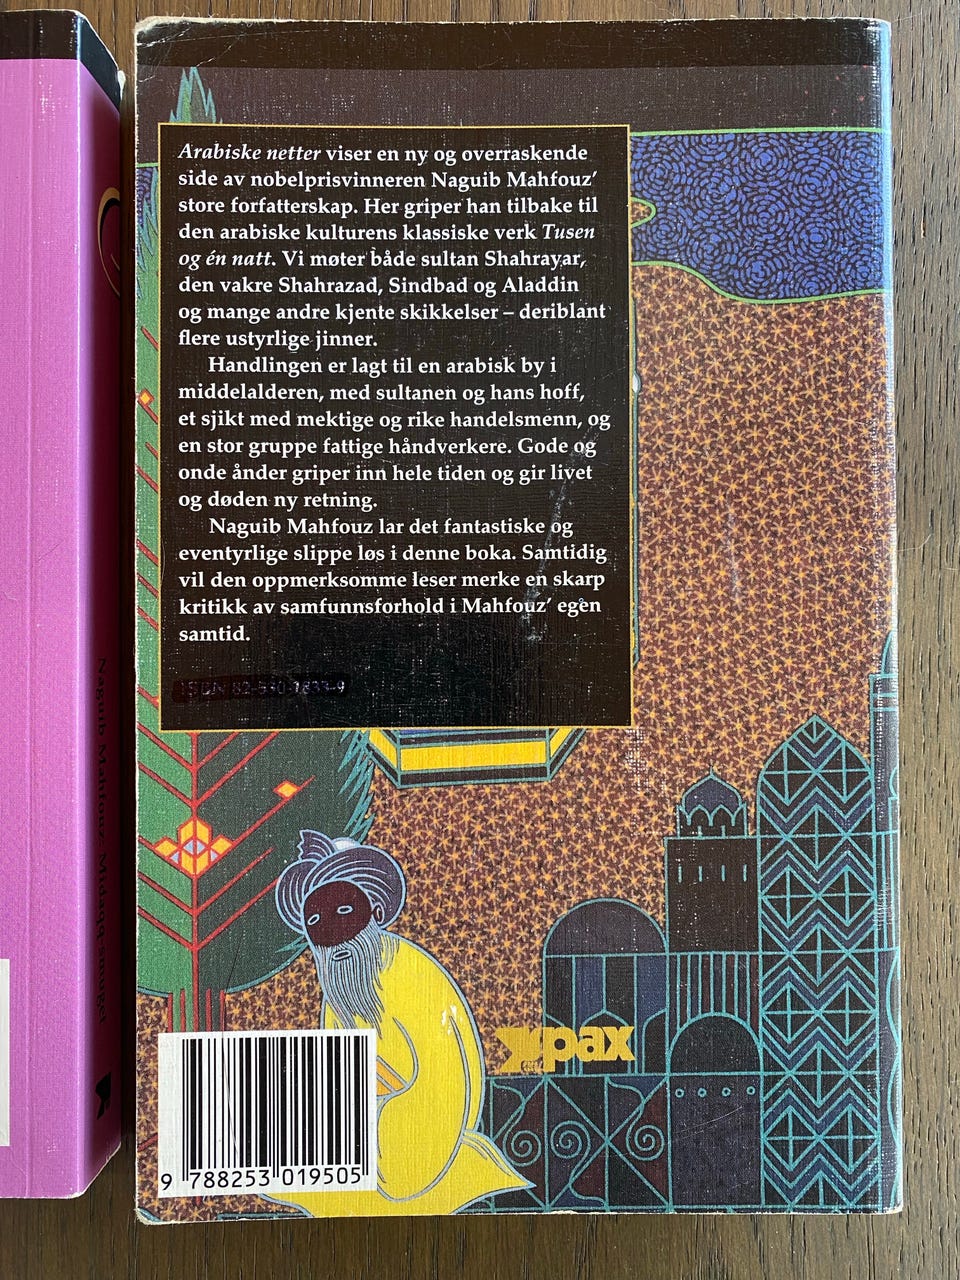 Arabiske netter viser en ny og overraskende
side av nobelprisvinneren Naguib Mahfouz’
store forfatterskap. Her griper han tilbake til
den arabiske kulturens klassiske verk Tusen
og én natt. Vi møter både sultan Shahrayar,
den vakre Shahrazad, Sindbad og Aladdin
og mange andre kjente skikkelser – deriblant
flere ustyrlige jinner.
Handlingen er lagt til en arabisk by i
middelalderen, med sultanen og hans hoff,
et sjikt med mektige og rike handelsmenn, og
en stor gruppe fattige håndverkere. Gode og
onde ånder griper inn hele tiden og gir livet
og døden ny retning.
Naguib Mahfouz lar det fantastiske og
eventyrlige slippe løs i denne boka. Samtidig
vil den oppmerksomme leser merke en skarp
kritikk av samfunnsforhold i Mahfouz’ egen
samtid.
ISBN
pax
9 788253 019505
Naguib Mahfouz: Midaqq-smuget